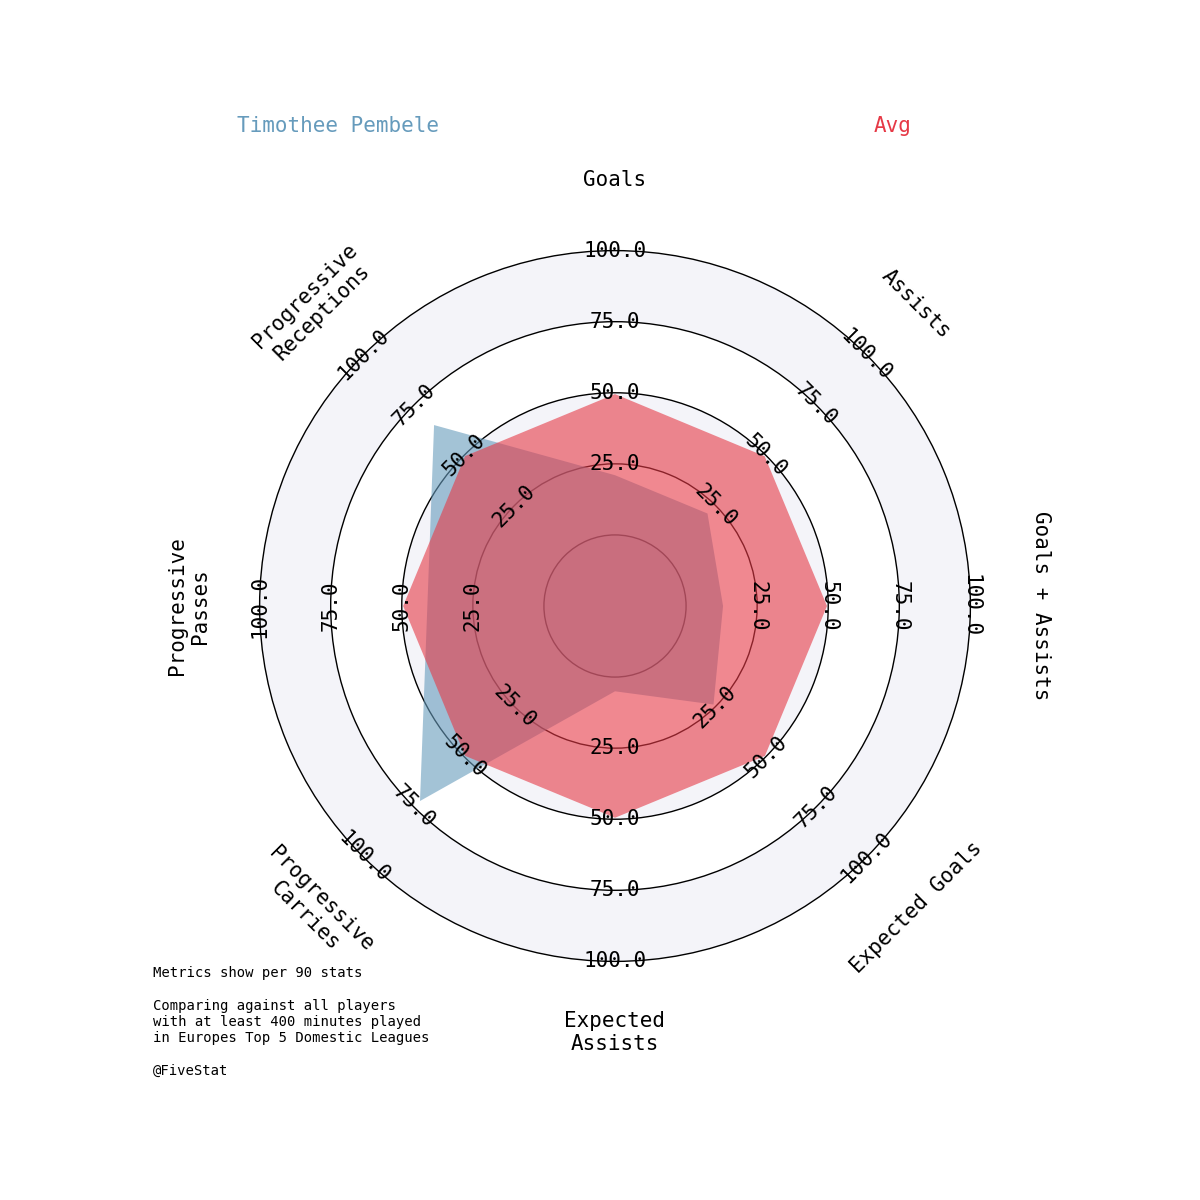 Timothee Pembele
Avg
Goals
Assists
Goals + Assists
Expected Goals
Expected
Assists
Progressive
Carries
Progressive
Passes
Progressive
Receptions
25.0
50.0
75.0
100.0
25.0
50.0
75.0
100.0
25.0
50.0
75.0
100.0
25.0
50.0
75.0
100.0
25.0
50.0
75.0
100.0
25.0
50.0
75.0
100.0
25.0
50.0
75.0
100.0
25.0
50.0
75.0
100.0
Metrics show per 90 stats
Comparing against all players
with at least 400 minutes played
in Europes Top 5 Domestic Leagues
@FiveStat